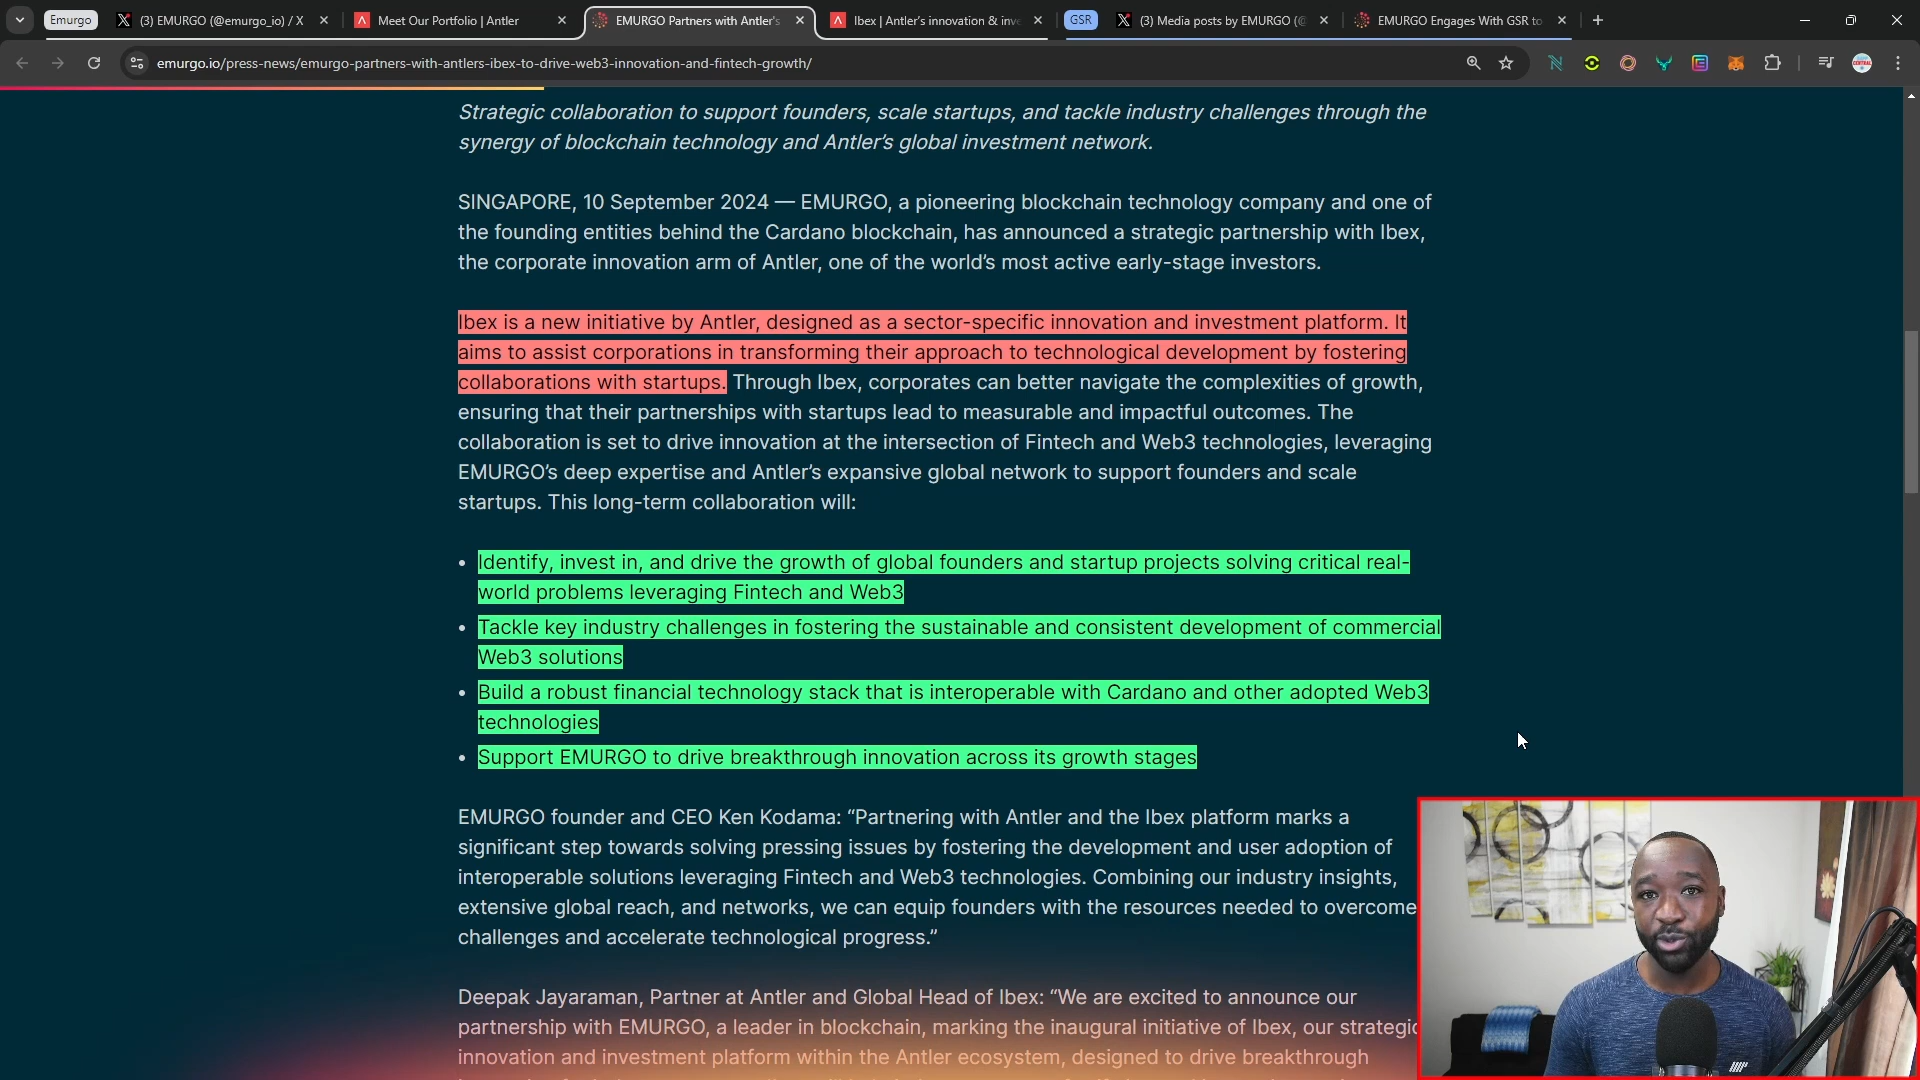 Emurgo
(3) EMURGO (@emurgo_io) / X
Meet Our Portfolio | Antler
EMURGO Partners with Antler's
Ibex | Antler's innovation & inve
GSR
(3) Media posts by EMURGO (@
EMURGO Engages With GSR to
emurgo.io/press-news/emurgo-partners-with-antlers-ibex-to-drive-web3-innovation-and-fintech-growth/
Strategic collaboration to support founders, scale startups, and tackle industry challenges through the
synergy of blockchain technology and Antler’s global investment network.
SINGAPORE, 10 September 2024 — EMURGO, a pioneering blockchain technology company and one of
the founding entities behind the Cardano blockchain, has announced a strategic partnership with Ibex,
the corporate innovation arm of Antler, one of the world’s most active early-stage investors.
Ibex is a new initiative by Antler, designed as a sector-specific innovation and investment platform. It
aims to assist corporations in transforming their approach to technological development by fostering
collaborations with startups. Through Ibex, corporates can better navigate the complexities of growth,
ensuring that their partnerships with startups lead to measurable and impactful outcomes. The
collaboration is set to drive innovation at the intersection of Fintech and Web3 technologies, leveraging
EMURGO’s deep expertise and Antler’s expansive global network to support founders and scale
startups. This long-term collaboration will:
• Identify, invest in, and drive the growth of global founders and startup projects solving critical real-
world problems leveraging Fintech and Web3
• Tackle key industry challenges in fostering the sustainable and consistent development of commercial
Web3 solutions
• Build a robust financial technology stack that is interoperable with Cardano and other adopted Web3
technologies
• Support EMURGO to drive breakthrough innovation across its growth stages
EMURGO founder and CEO Ken Kodama: “Partnering with Antler and the Ibex platform marks a
significant step towards solving pressing issues by fostering the development and user adoption of
interoperable solutions leveraging Fintech and Web3 technologies. Combining our industry insights,
extensive global reach, and networks, we can equip founders with the resources needed to overcome
challenges and accelerate technological progress.”
Deepak Jayaraman, Partner at Antler and Global Head of Ibex: “We are excited to announce our
partnership with EMURGO, a leader in blockchain, marking the inaugural initiative of Ibex, our strategic
innovation and investment platform within the Antler ecosystem, designed to drive breakthrough